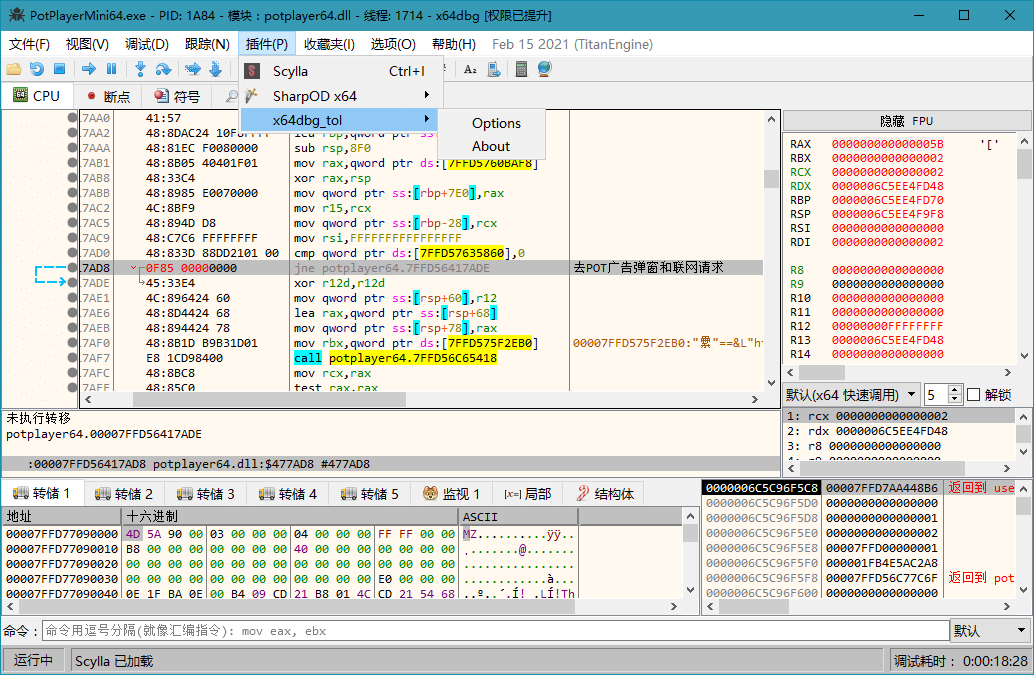 PotPlayerMini64.exe - PID: 1A84 - 模块：potplayer64.dll - 线程: 1714 - x64dbg [权限已提升]
文件(F) 视图(V) 调试(D) 跟踪(N) 插件(P) 收藏夹(I) 选项(O) 帮助(H) Feb 15 2021 (TitanEngine)
Scylla Ctrl+I
SharpOD x64
x64dbg_tol
Options
About
CPU 断点 符号
隐藏 FPU
7AA0 41:57
7AA2 48:8DAC24 10F8FFFF
7AAA 48:81EC F0080000 sub rsp,8F0
7AB1 48:8B05 40401F01 mov rax,qword ptr ds:[7FFD5760BAF8]
7AB8 48:33C4 xor rax,rsp
7ABB 48:8985 E0070000 mov qword ptr ss:[rbp+7E0],rax
7AC2 4C:8BF9 mov r15,rcx
7AC5 48:894D D8 mov qword ptr ss:[rbp-28],rcx
7AC9 48:C7C6 FFFFFFFF mov rsi,FFFFFFFFFFFFFFFF
7AD0 48:833D 88DD2101 00 cmp qword ptr ds:[7FFD57635860],0
7AD8 0F85 00000000 jne potplayer64.7FFD56417ADE 去POT广告弹窗和联网请求
7ADE 45:33E4 xor r12d,r12d
7AE1 4C:896424 60 mov qword ptr ss:[rsp+60],r12
7AE6 48:8D4424 68 lea rax,qword ptr ss:[rsp+68]
7AEB 48:894424 78 mov qword ptr ss:[rsp+78],rax
7AF0 48:8B1D B9B31D01 mov rbx,qword ptr ds:[7FFD575F2EB0] 00007FFD575F2EB0:"
7AF7 E8 1CD98400 call potplayer64.7FFD56C65418
7AFC 48:8BC8 mov rcx,rax
7AFF 48:85C0 test rax,rax
RAX 000000000000005B '['
RBX 0000000000000002
RCX 0000000000000002
RDX 0000006C5EE4FD48
RBP 0000006C5EE4FD70
RSP 0000006C5EE4F9F8
RSI 0000000000000000
RDI 0000000000000002
R8 0000000000000000
R9 0000000000000000
R10 0000000000000000
R11 0000000000000000
R12 00000000FFFFFFFF
R13 0000006C5EE4FD48
R14 0000000000000000
默认(x64 快速调用) 5 解锁
1: rcx 0000000000000002
2: rdx 0000006C5EE4FD48
3: r8 0000000000000000
4: r9 0000000000000000
未执行转移
potplayer64.00007FFD56417ADE
:00007FFD56417AD8 potplayer64.dll:$477AD8 #477AD8
转储 1 转储 2 转储 3 转储 4 转储 5 监视 1 [x=] 局部 结构体
地址 十六进制 ASCII
00007FFD77090000 4D 5A 90 00 03 00 00 00 04 00 00 00 FF FF 00 00 MZ..........ÿÿ..
00007FFD77090010 B8 00 00 00 00 00 00 00 40 00 00 00 00 00 00 00 ¸.......@.......
00007FFD77090020 00 00 00 00 00 00 00 00 00 00 00 00 00 00 00 00 ................
00007FFD77090030 00 00 00 00 00 00 00 00 00 00 00 00 E0 00 00 00 ............à...
00007FFD77090040 0E 1F BA 0E 00 B4 09 CD 21 B8 01 4C CD 21 54 68 ..º..´.Í!¸.LÍ!Th
0000006C5C96F5C8 00007FFD7AA448B6 返回到 use
0000006C5C96F5D0 0000000000000000
0000006C5C96F5D8 0000000000000001
0000006C5C96F5E0 0000000000000002
0000006C5C96F5E8 00007FFD00000001
0000006C5C96F5F0 000001FB4E5AC2A8
0000006C5C96F5F8 00007FFD56C77C6F 返回到 pot
0000006C5C96F600 0000000000000000
命令： 命令用逗号分隔(就像汇编指令): mov eax, ebx 默认
运行中 Scylla 已加载 调试耗时： 0:00:18:28